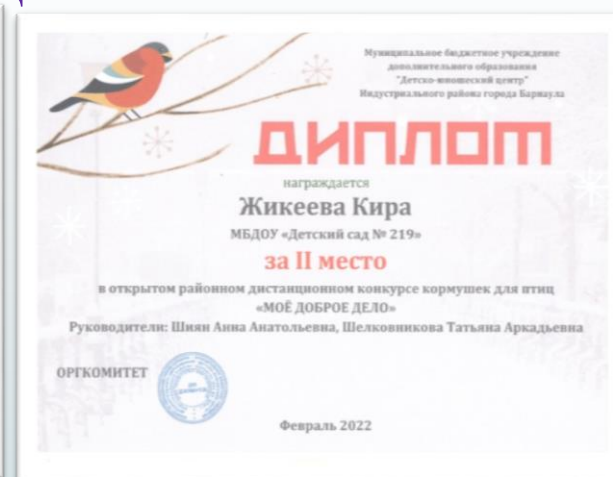 Муниципальное бюджетное учреждение
дополнительного образования
"Детско-юношеский центр"
Индустриального района города Барнаула
ДИПЛОМ
награждается
Жикеева Кира
МБДОУ «Детский сад № 219»
за II место
в открытом районном дистанционном конкурсе кормушек для птиц
«МОЁ ДОБРОЕ ДЕЛО»
Руководители: Шиян Анна Анатольевна, Шелковникова Татьяна Аркадьевна
ОРГКОМИТЕТ
Февраль 2022